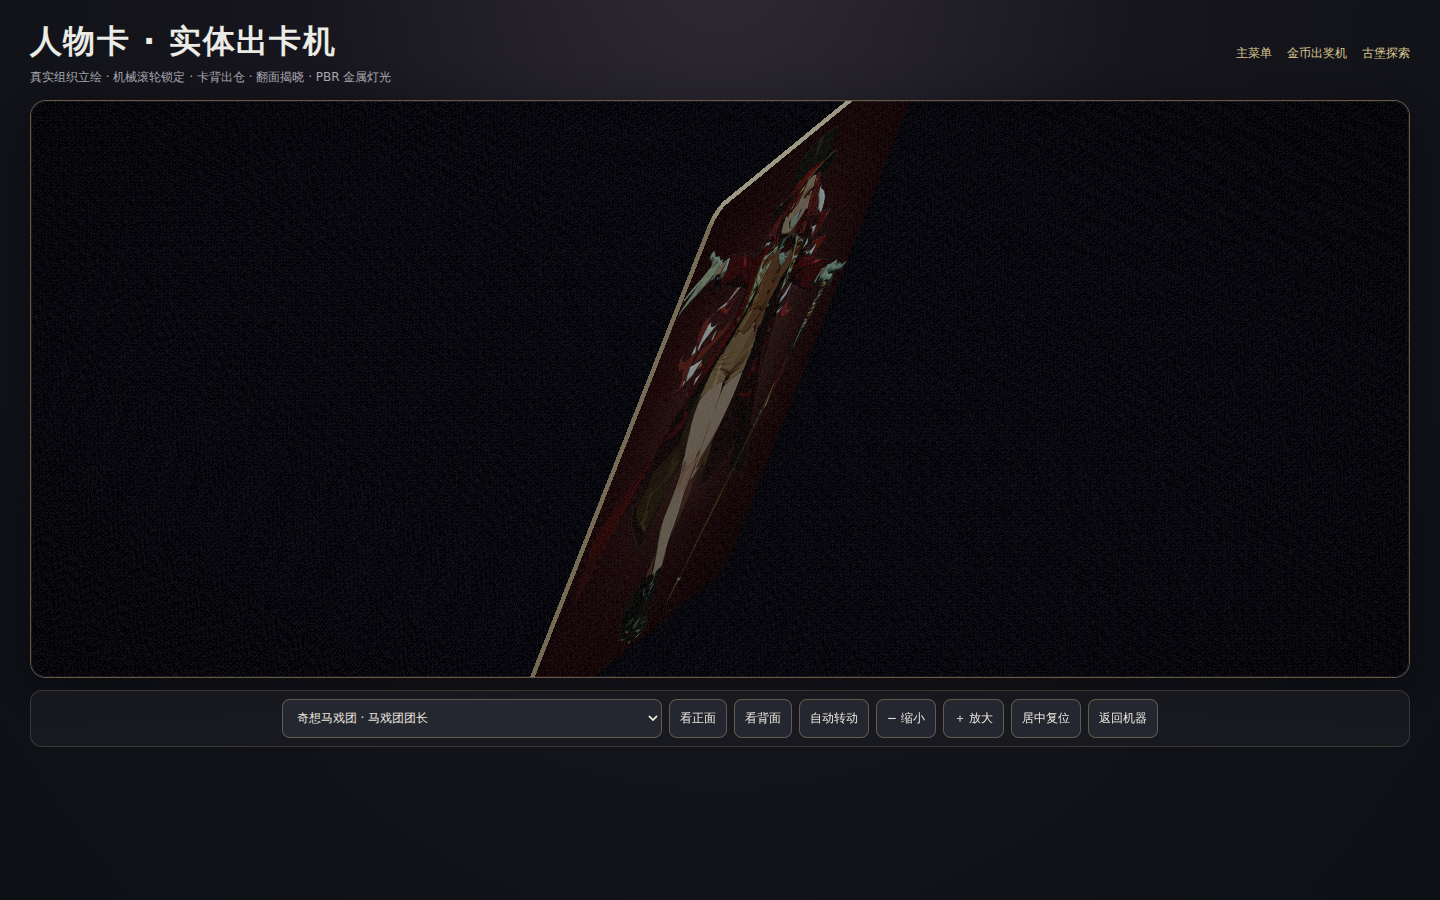 人物卡 · 实体出卡机
真实组织立绘 · 机械滚轮锁定 · 卡背出仓 · 翻面揭晓 · PBR 金属灯光
主菜单 金币出奖机 古堡探索
奇想马戏团 · 马戏团团长 看正面 看背面 自动转动 − 缩小 + 放大 居中复位 返回机器